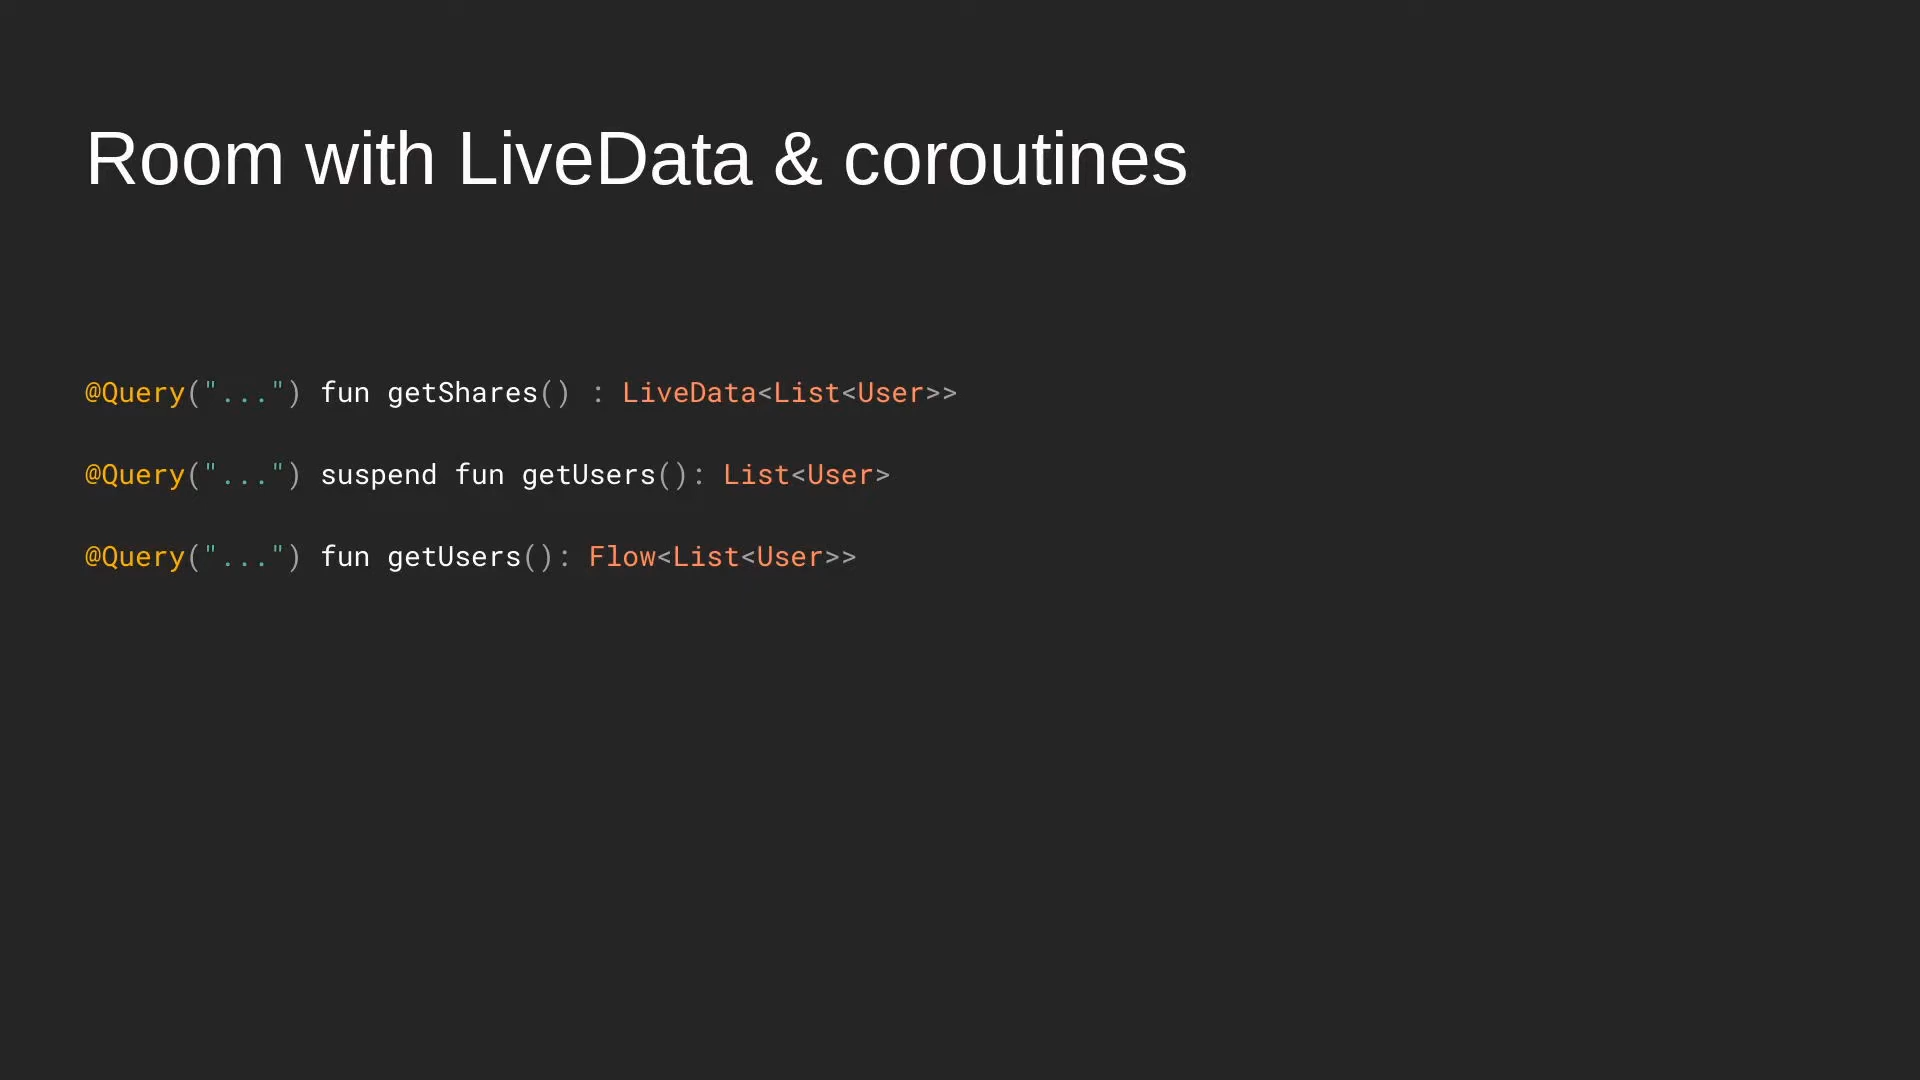 Room with LiveData & coroutines
@Query("...") fun getShares() : LiveData<List<User>>
@Query("...") suspend fun getUsers(): List<User>
@Query("...") fun getUsers(): Flow<List<User>>